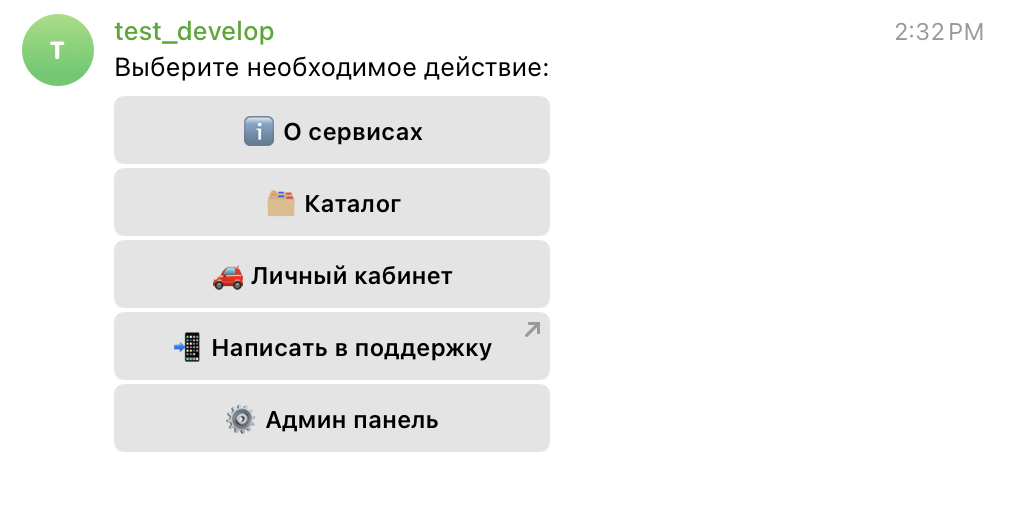 T
test_develop
2:32 PM
Выберите необходимое действие:
О сервисах
Каталог
Личный кабинет
Написать в поддержку
Админ панель